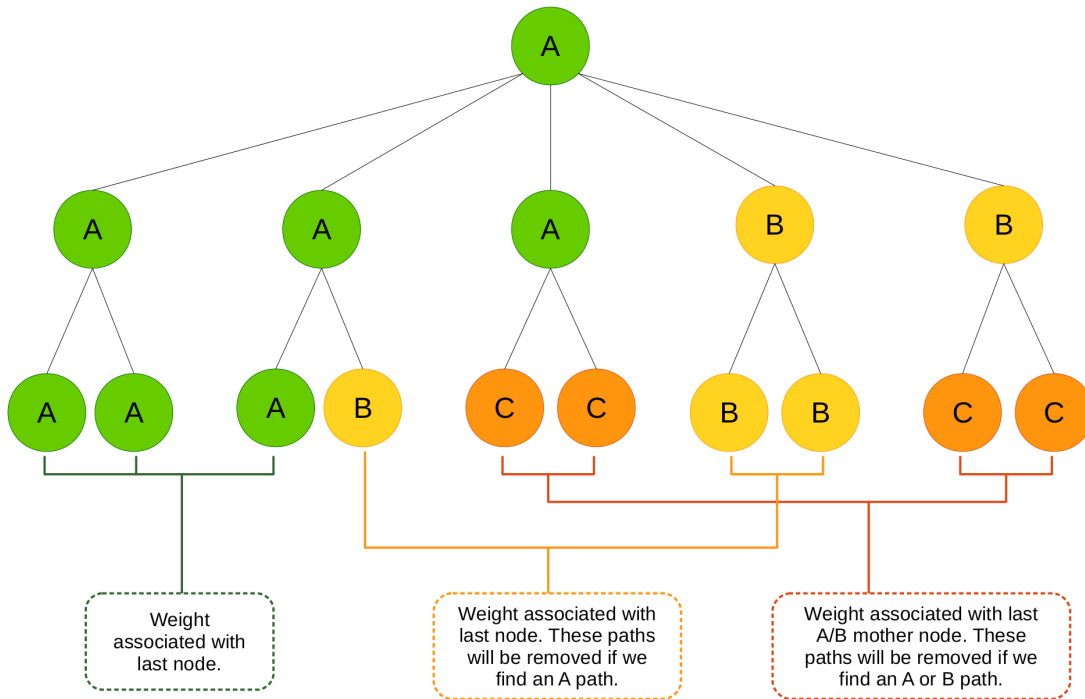 A
A
A
A
B
B
A
A
A
B
C
C
B
B
C
C
Weight
associated with
last node.
Weight associated with
last node. These paths
will be removed if we
find an A path.
Weight associated with last
A/B mother node. These
paths will be removed if we
find an A or B path.